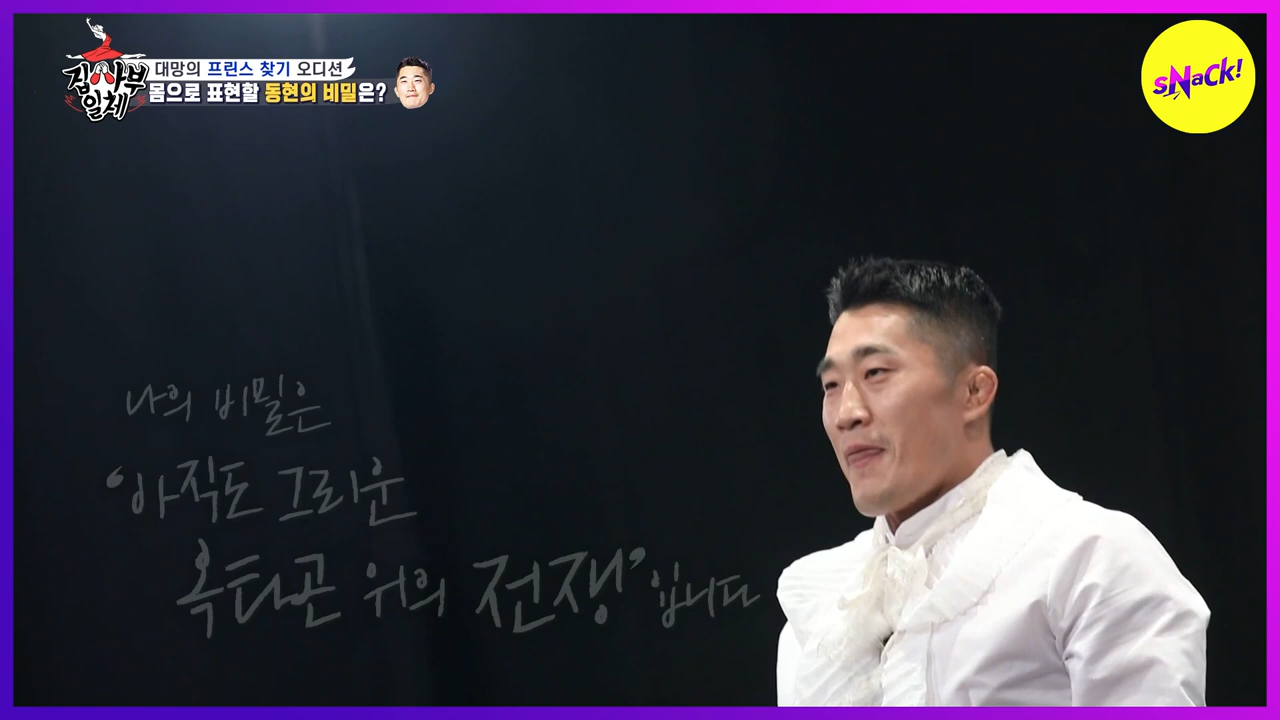 집사부일체
대망의 프린스 찾기 오디션
몸으로 표현할 동현의 비밀은?
sNaCK!
나의 비밀은
‘아직도 그리운
옥타곤 위의 전쟁’입니다